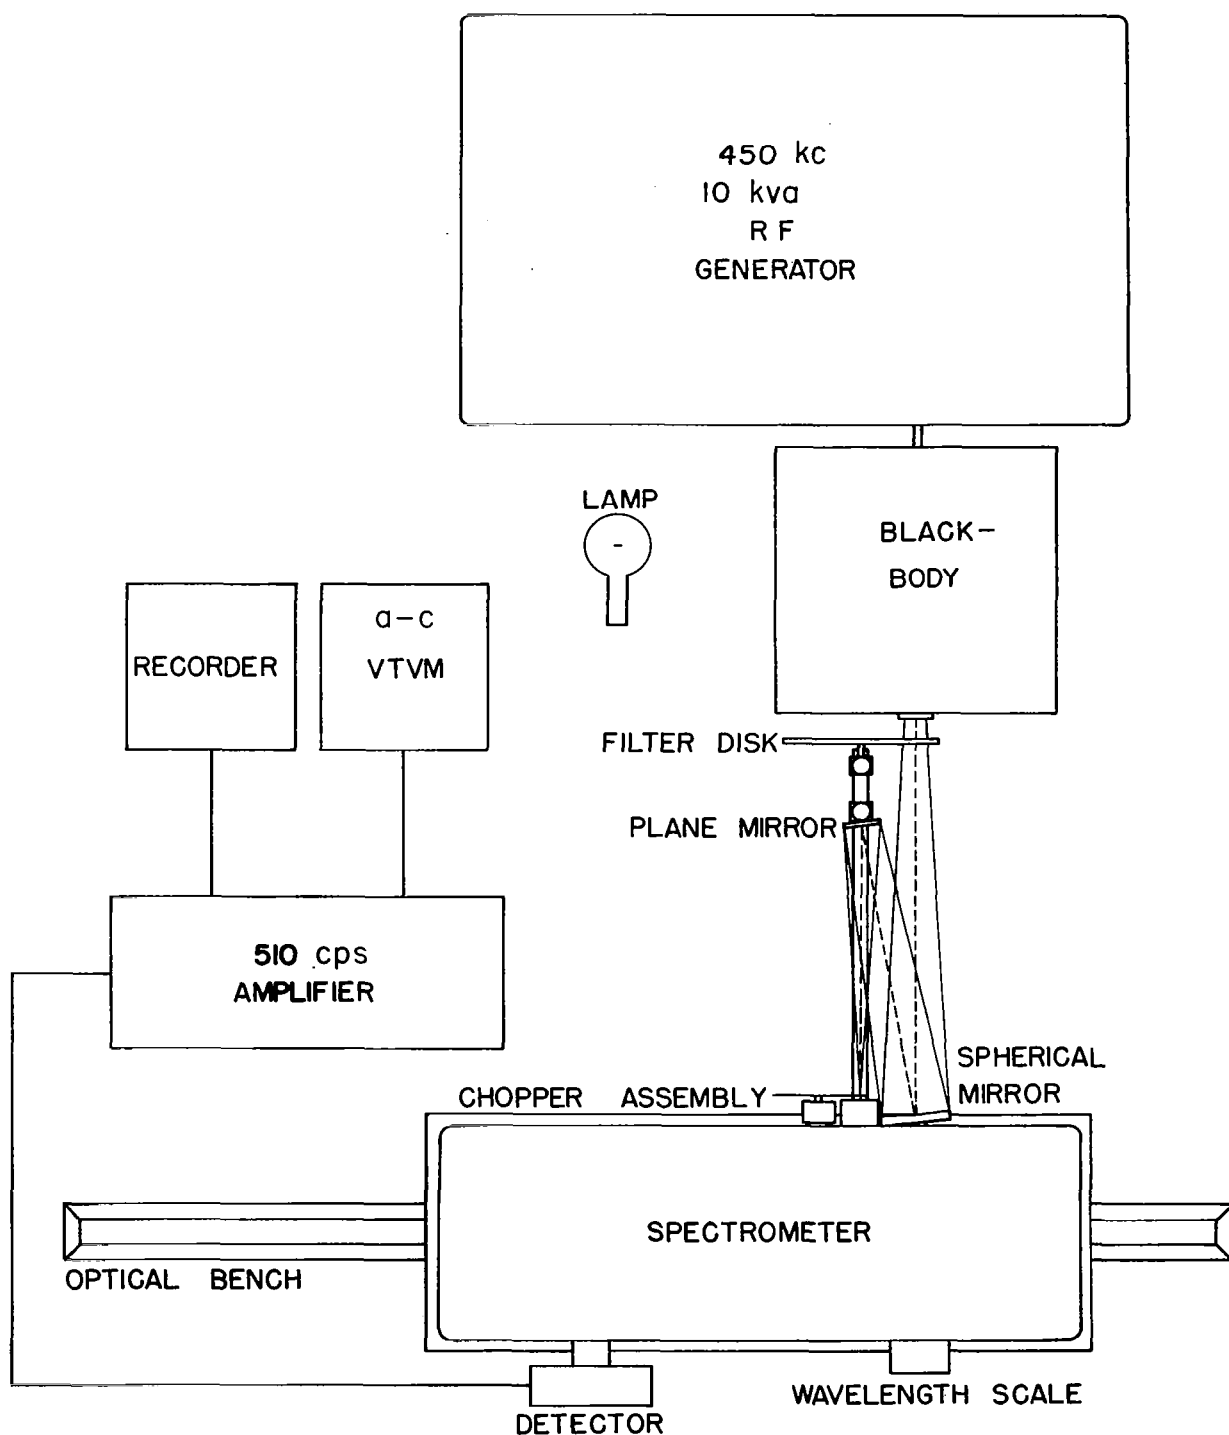 450 kc
10 kva
R F
GENERATOR
LAMP
BLACK-
BODY
a-c
VTVM
RECORDER
FILTER DISK
PLANE MIRROR
510 cps
AMPLIFIER
SPHERICAL
MIRROR
CHOPPER ASSEMBLY
SPECTROMETER
OPTICAL BENCH
WAVELENGTH SCALE
DETECTOR